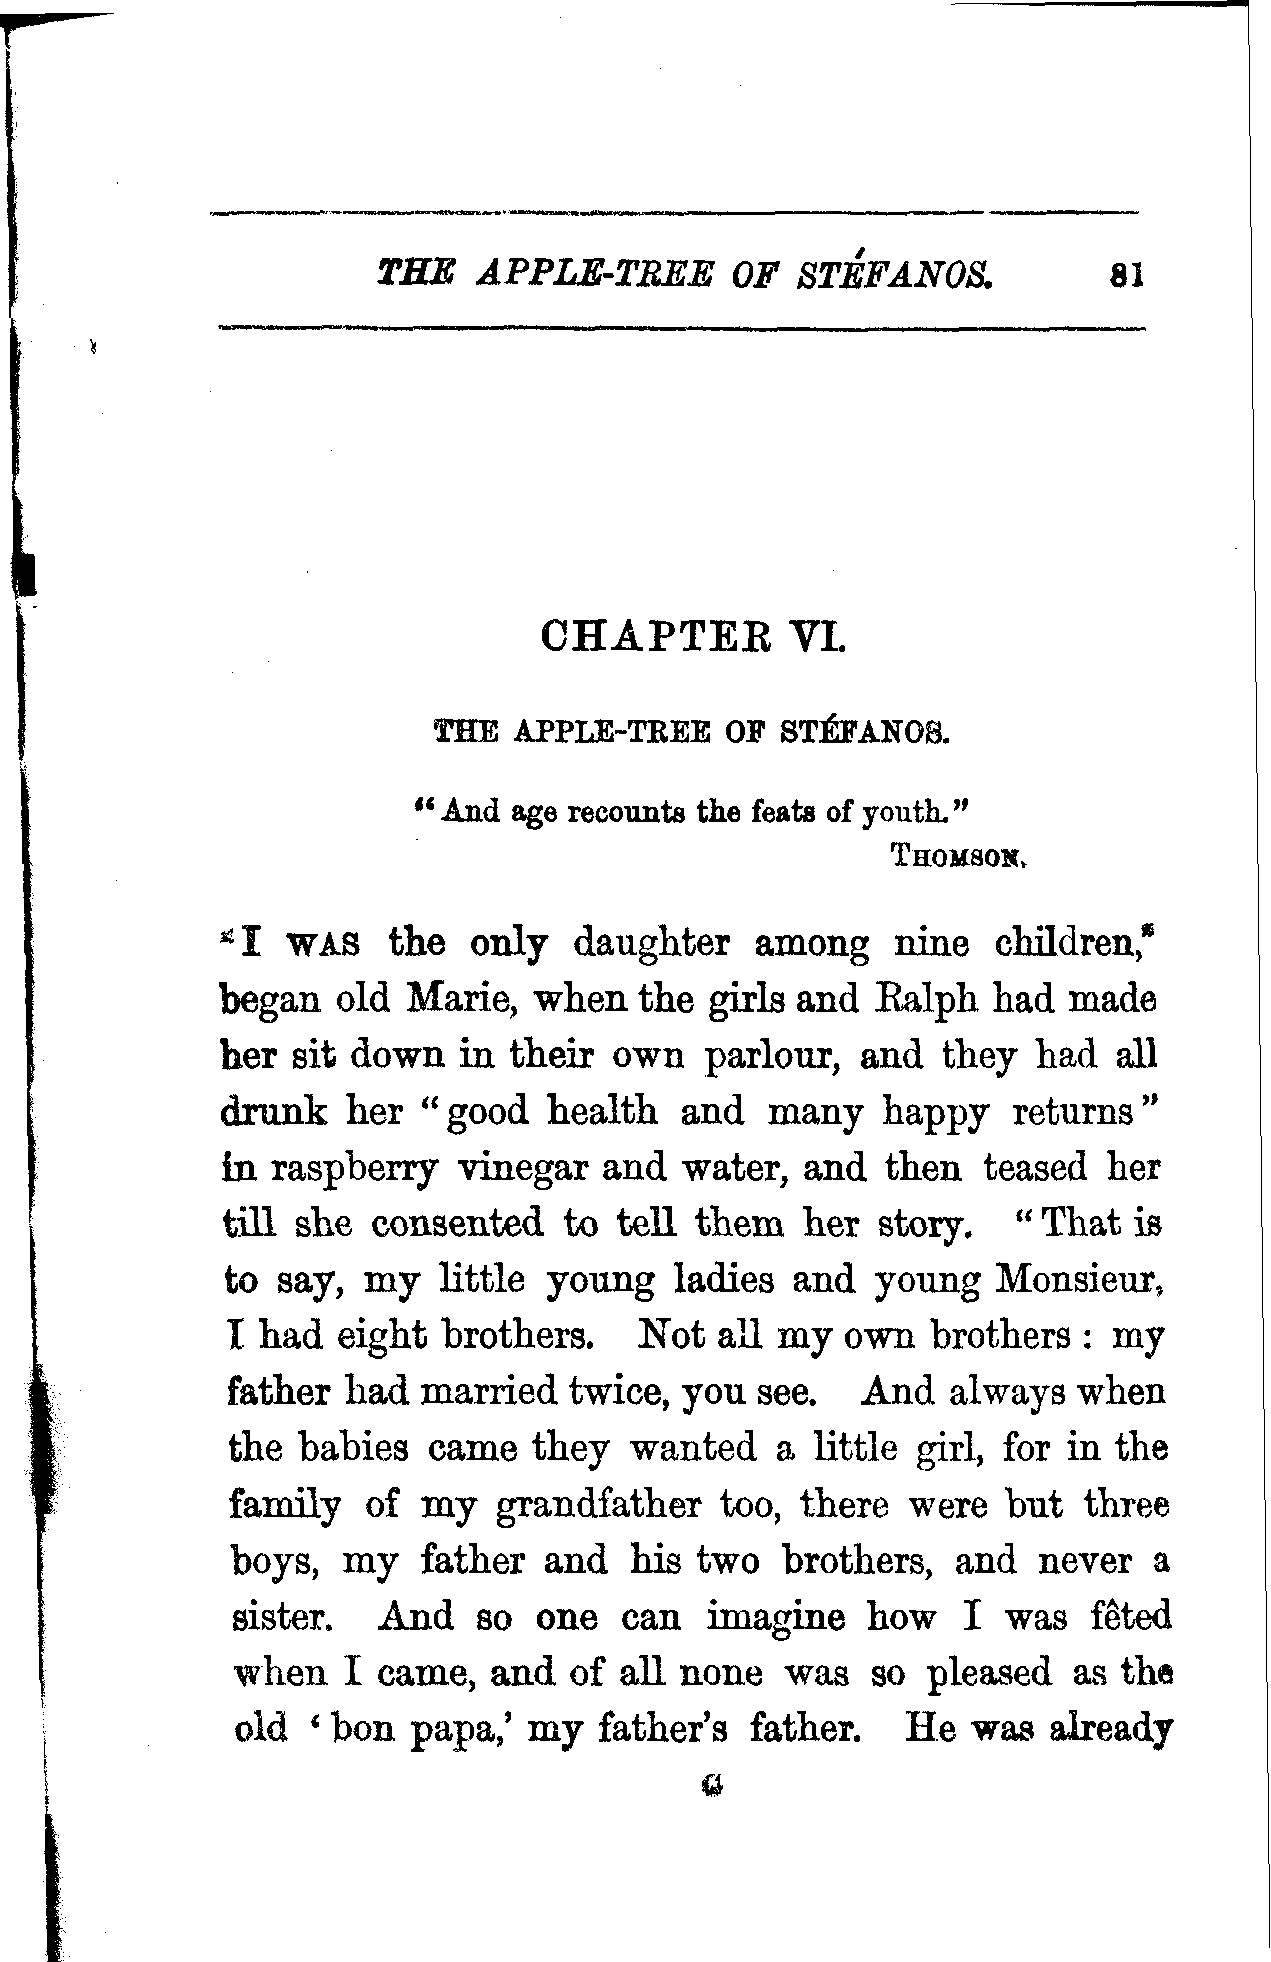 THE APPLE-TREE OF STÉFANOS. 81
CHAPTER VI.
THE APPLE-TREE OF STÉFANOS.
"And age recounts the feats of youth."
THOMSON.
"I WAS the only daughter among nine children,"
began old Marie, when the girls and Ralph had made
her sit down in their own parlour, and they had all
drunk her "good health and many happy returns"
in raspberry vinegar and water, and then teased her
till she consented to tell them her story. "That is
to say, my little young ladies and young Monsieur,
I had eight brothers. Not all my own brothers: my
father had married twice, you see. And always when
the babies came they wanted a little girl, for in the
family of my grandfather too, there were but three
boys, my father and his two brothers, and never a
sister. And so one can imagine how I was fêted
when I came, and of all none was so pleased as the
old 'bon papa,' my father's father. He was already
G